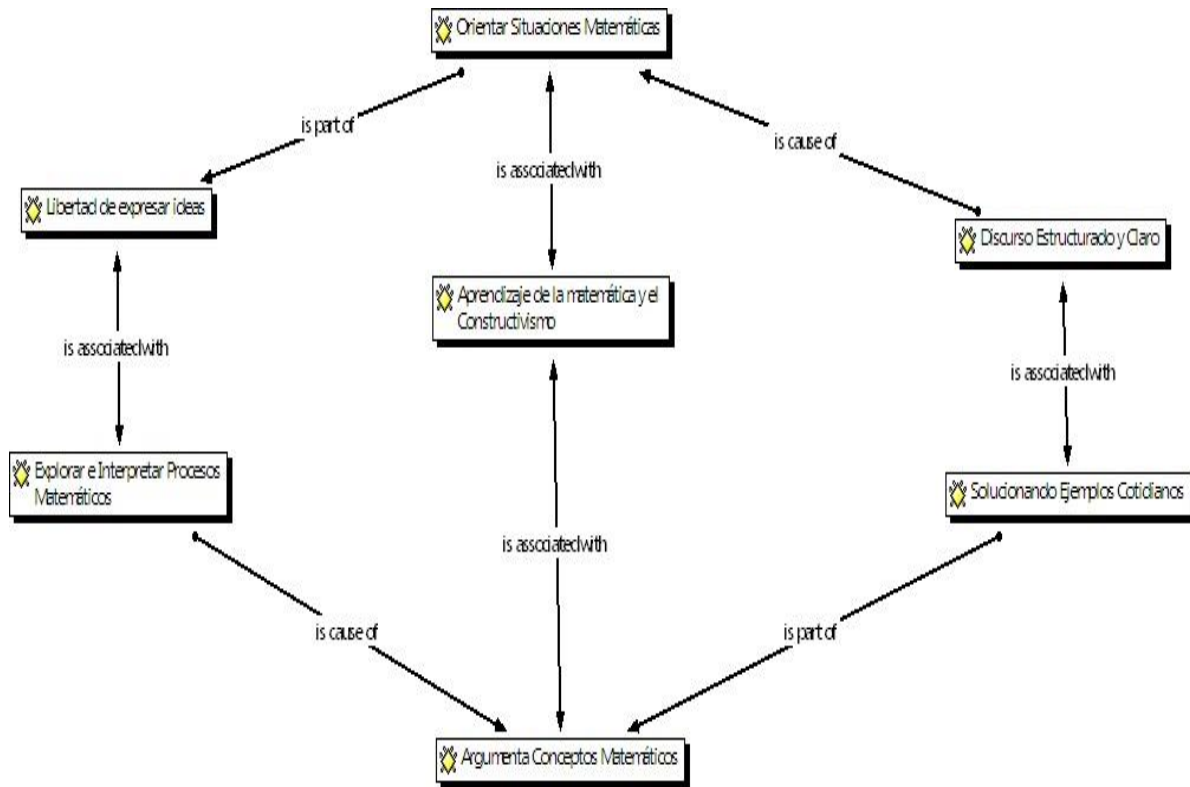 Orientar Situaciones Matemáticas
is part of
is cause of
is associated with
Libertad de expresar ideas
Discurso Estructurado y Claro
Aprendizaje de la matemática y el
Constructivismo
is associated with
is associated with
Explorar e Interpretar Procesos
Matemáticos
Solucionando Ejemplos Cotidianos
is associated with
is cause of
is part of
Argumenta Conceptos Matemáticos